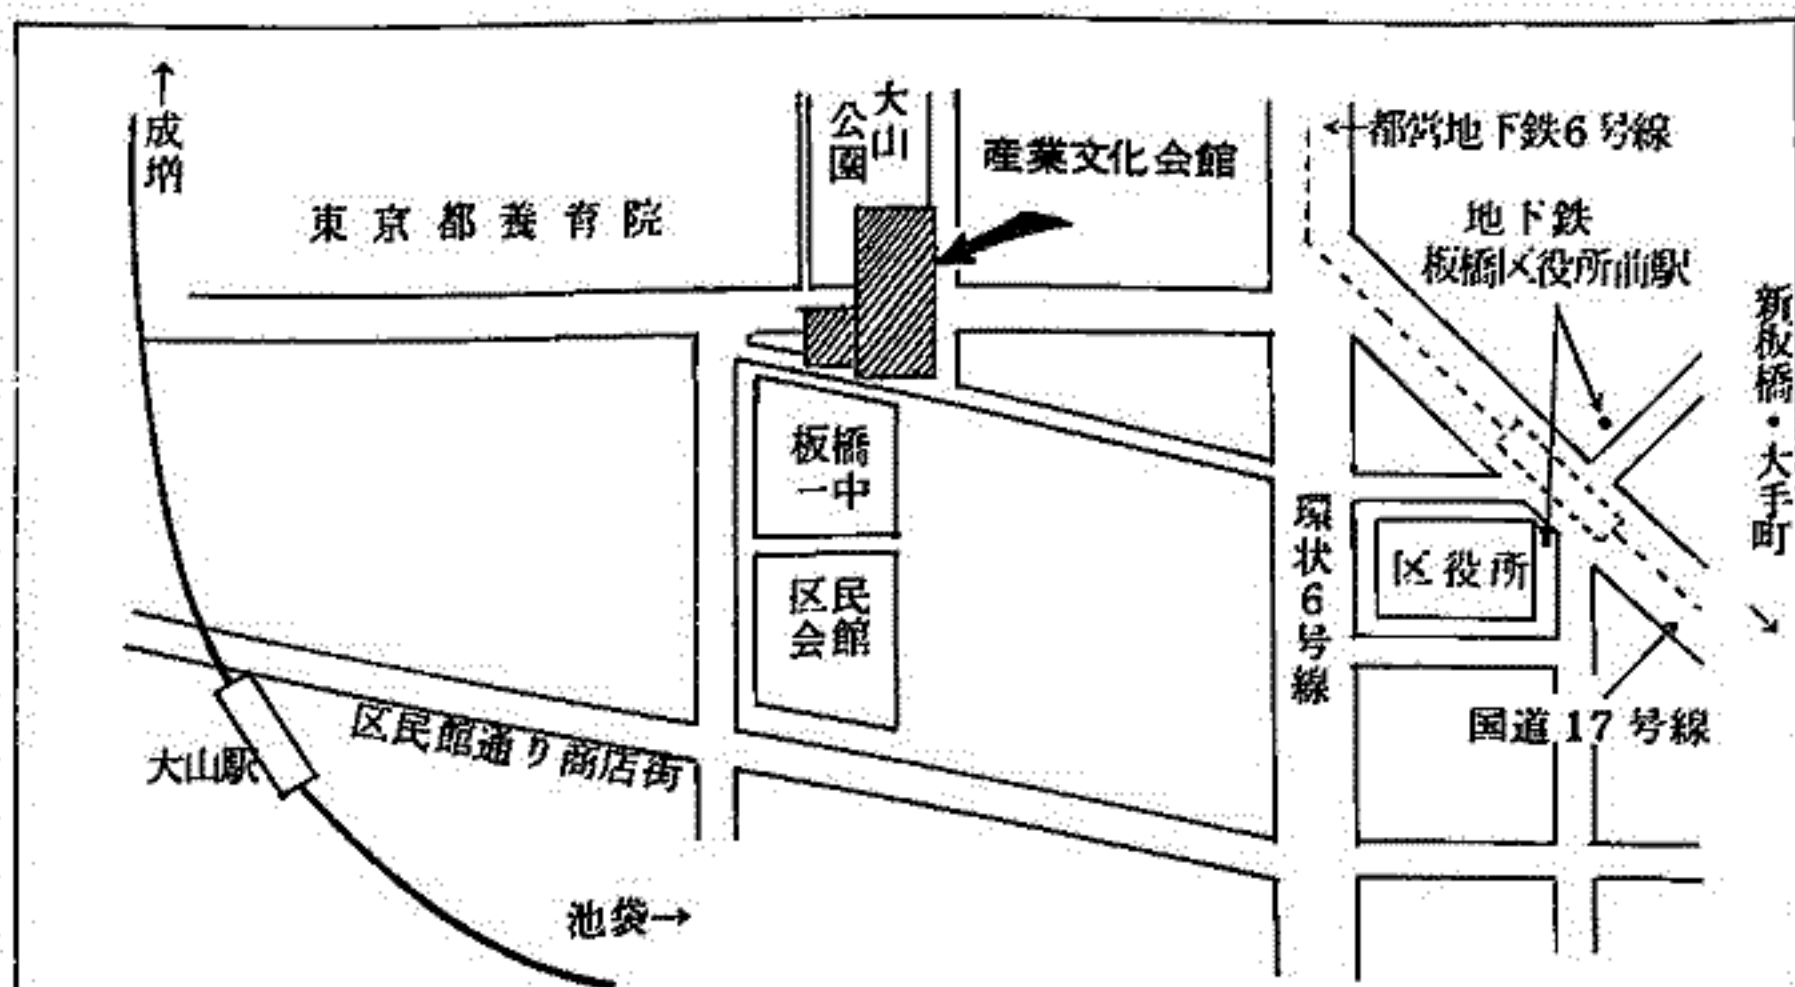 ↑成増
東京都養育院
大山
公園
産業文化会館
←都営地下鉄6号線
地下鉄
板橋区役所前駅
新板橋・大手町↘
板橋
一中
区民
会館
環状6号線
区役所
国道17号線
大山駅
区民館通り商店街
池袋→